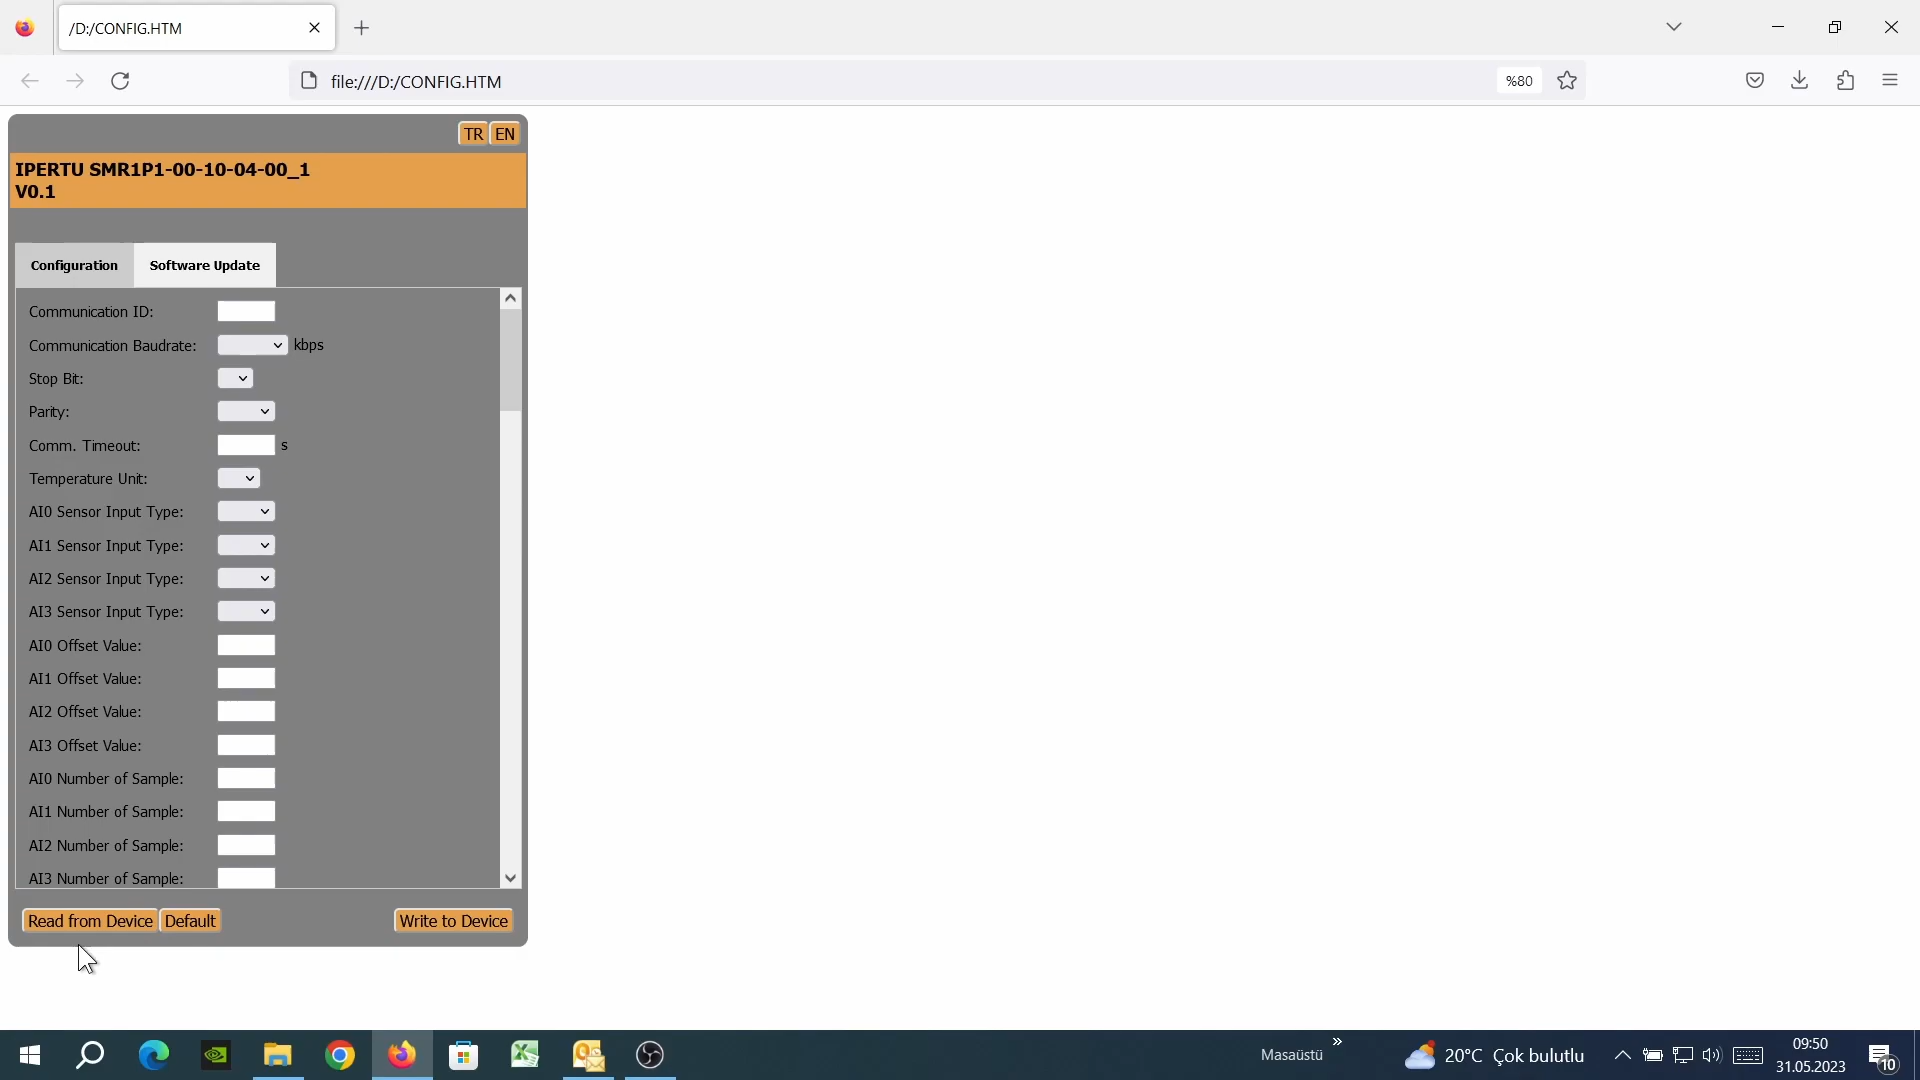 /D:/CONFIG.HTM
file:///D:/CONFIG.HTM
%80
TR EN
IPERTU SMR1P1-00-10-04-00_1
V0.1
Configuration
Software Update
Communication ID:
Communication Baudrate: kbps
Stop Bit:
Parity:
Comm. Timeout: s
Temperature Unit:
AI0 Sensor Input Type:
AI1 Sensor Input Type:
AI2 Sensor Input Type:
AI3 Sensor Input Type:
AI0 Offset Value:
AI1 Offset Value:
AI2 Offset Value:
AI3 Offset Value:
AI0 Number of Sample:
AI1 Number of Sample:
AI2 Number of Sample:
AI3 Number of Sample:
Read from Device Default Write to Device
Masaüstü
20°C Çok bulutlu
09:50
31.05.2023
10